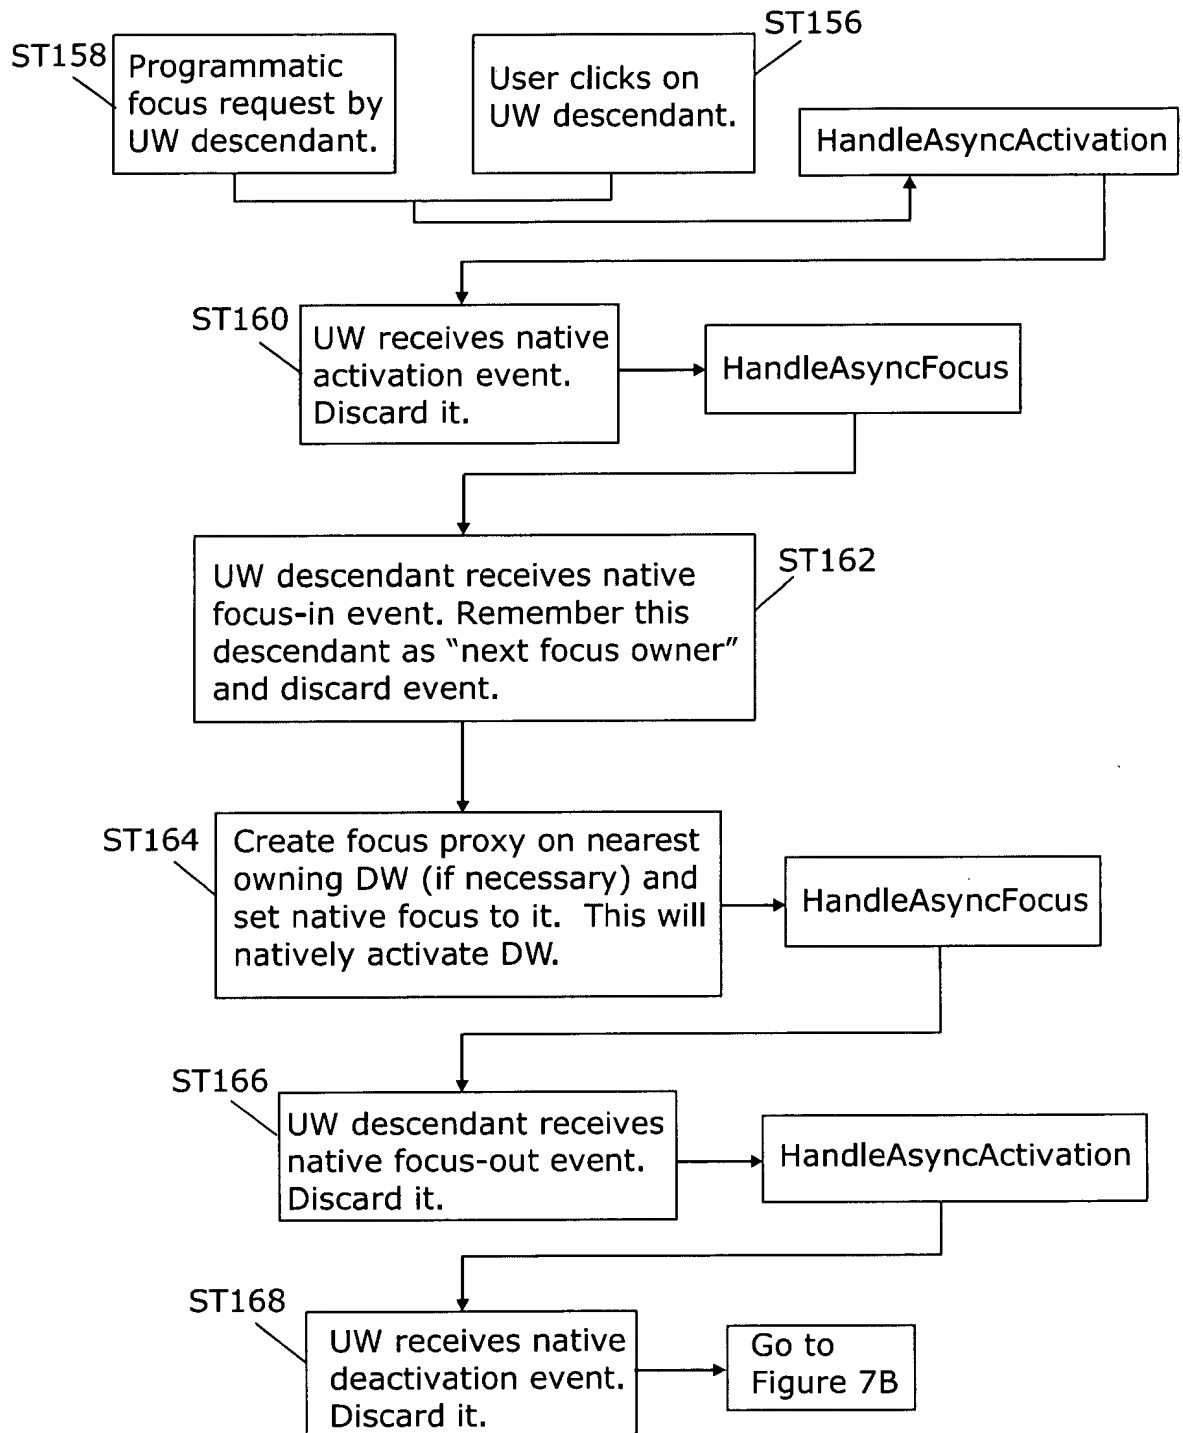 ST158
Programmatic
focus request by
UW descendant.
ST156
User clicks on
UW descendant.
HandleAsyncActivation
ST160
UW receives native
activation event.
Discard it.
HandleAsyncFocus
ST162
UW descendant receives native
focus-in event. Remember this
descendant as “next focus owner”
and discard event.
ST164
Create focus proxy on nearest
owning DW (if necessary) and
set native focus to it. This will
natively activate DW.
HandleAsyncFocus
ST166
UW descendant receives
native focus-out event.
Discard it.
HandleAsyncActivation
ST168
UW receives native
deactivation event.
Discard it.
Go to
Figure 7B